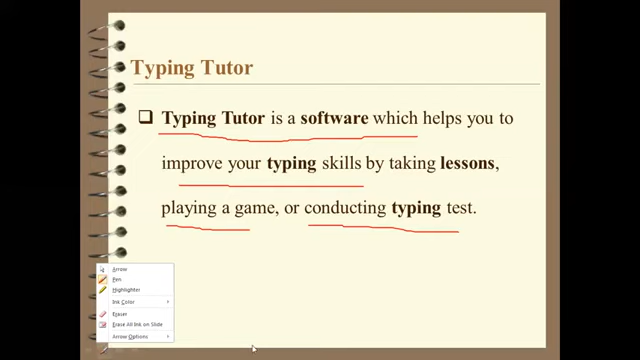 Typing Tutor
❑ Typing Tutor is a software which helps you to
improve your typing skills by taking lessons,
playing a game, or conducting typing test.
Arrow
Pen
Highlighter
Ink Color
Eraser
Erase All Ink on Slide
Arrow Options